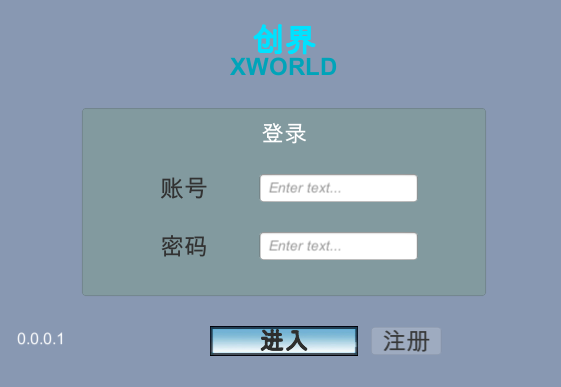 创界
XWORLD
登录
账号 Enter text...
密码 Enter text...
0.0.0.1 进入 注册